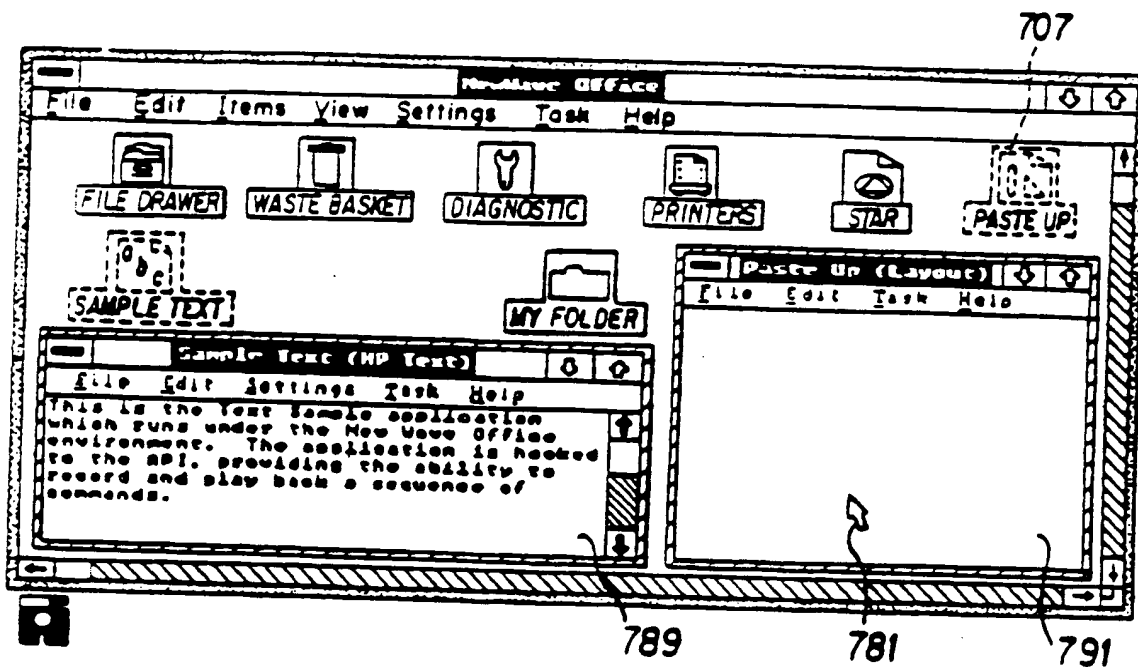 707
NewWave Office
File Edit Items View Settings Task Help
FILE DRAWER WASTE BASKET DIAGNOSTIC PRINTERS STAR PASTE UP
SAMPLE TEXT MY FOLDER
Paste Up (Layout)
File Edit Task Help
Sample Text (HP Text)
File Edit Settings Task Help
This is the Text Sample application
which runs under the New Wave Office
environment. The application is hooked
to the API, providing the ability to
record and play back a sequence of
commands.
789 781 791